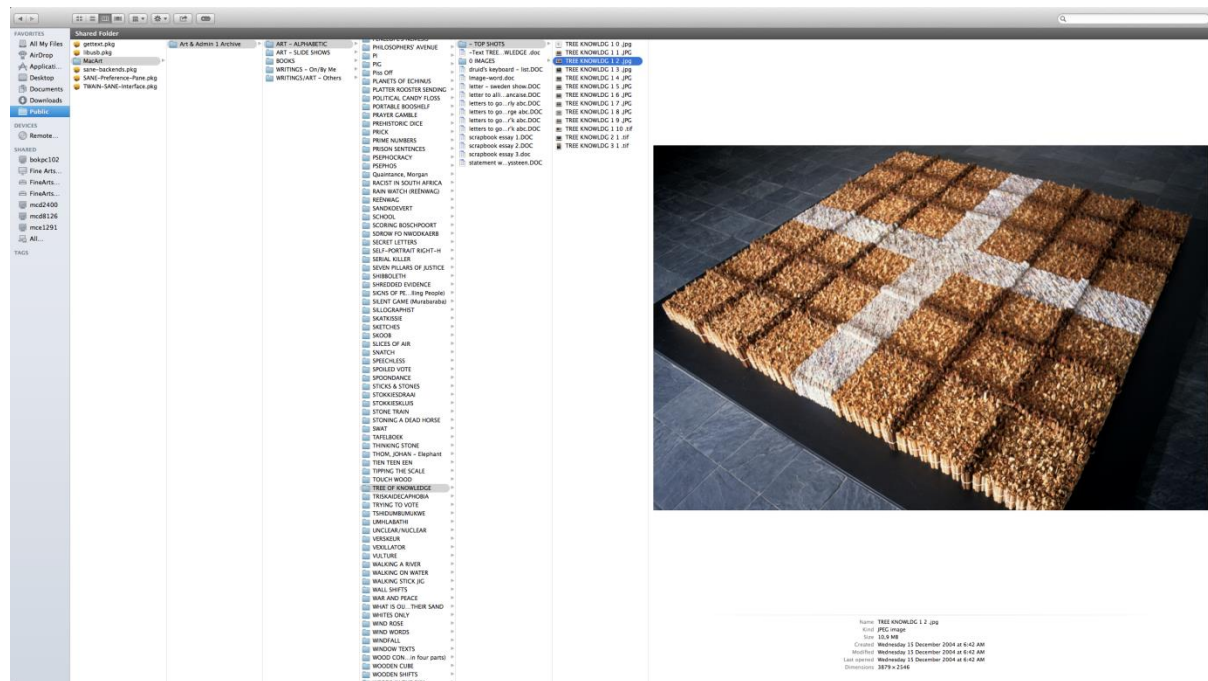 Shared Folder
FAVORITES
All My Files
AirDrop
Applicati...
Desktop
Documents
Downloads
Public
DEVICES
Remote...
SHARED
bokpc102
Fine Arts...
FineArts...
FineArts...
mcd2400
mcd8126
mce1291
All...
TAGS
gettext.pkg
libusb.pkg
MacArt
sane-backends.pkg
SANE-Preference-Pane.pkg
TWAIN-SANE-Interface.pkg
Art & Admin 1 Archive
ART - ALPHABETIC
ART - SLIDE SHOWS
BOOKS
WRITINGS - On/By Me
WRITINGS/ART - Others
PHILOSOPHERS' AVENUE
Pi
PIG
Piss Off
PLANETS OF ECHINUS
PLATTER ROOSTER SENDING
POLITICAL CANDY FLOSS
PORTABLE BOOSHELF
PRAYER GAMBLE
PREHISTORIC DICE
PRICK
PRIME NUMBERS
PRISON SENTENCES
PSEPHOCRACY
PSEPHOS
Quaintance, Morgan
RACIST IN SOUTH AFRICA
RAIN WATCH (REËNWAG)
REËNWAG
SANDKOEVERT
SCHOOL
SCORING BOSCHPOORT
SDROW FO NWODKAERB
SECRET LETTERS
SELF-PORTRAIT RIGHT-H
SERIAL KILLER
SEVEN PILLARS OF JUSTICE
SHIBBOLETH
SHREDDED EVIDENCE
SIGNS OF PE...lling People)
SILENT GAME (Murabaraba)
SILLOGRAPHIST
SKATKISSIE
SKETCHES
SKOOB
SLICES OF AIR
SNATCH
SPEECHLESS
SPOILED VOTE
SPOONDANCE
STICKS & STONES
STOKKIESDRAAI
STOKKIESKLUIS
STONE TRAIN
STONING A DEAD HORSE
SWAT
TAFELBOEK
THINKING STONE
THOM, JOHAN - Elephant
TIEN TEEN EEN
TIPPING THE SCALE
TOUCH WOOD
TREE OF KNOWLEDGE
TRISKAIDECAPHOBIA
TRYING TO VOTE
TSHIDUMBUMUKWE
UMHLABATHI
UNCLEAR/NUCLEAR
VERSKEUR
VEXILLATOR
VULTURE
WALKING A RIVER
WALKING ON WATER
WALKING STICK JIG
WALL SHIFTS
WAR AND PEACE
WHAT IS OU...THEIR SAND
WHITES ONLY
WIND ROSE
WIND WORDS
WINDFALL
WINDOW TEXTS
WOOD CON...in four parts)
WOODEN CUBE
WOODEN SHIFTS
- TOP SHOTS
-Text TREE...WLEDGE .doc
0 IMAGES
druid's keyboard - list.DOC
image-word.doc
letter - sweden show.DOC
letter to alli...ancaise.DOC
letters to go...rly abc.DOC
letters to go...rge abc.DOC
letters to go...r'k abc.DOC
letters to go...r'k abc.DOC
scrapbook essay 1.DOC
scrapbook essay 2.DOC
scrapbook essay 3.doc
statement w...yssteen.DOC
TREE KNOWLDG 1 0 .jpg
TREE KNOWLDG 1 1 .JPG
TREE KNOWLDG 1 2 .jpg
TREE KNOWLDG 1 3 .jpg
TREE KNOWLDG 1 4 .JPG
TREE KNOWLDG 1 5 .JPG
TREE KNOWLDG 1 6 .JPG
TREE KNOWLDG 1 7 .JPG
TREE KNOWLDG 1 8 .JPG
TREE KNOWLDG 1 9 .JPG
TREE KNOWLDG 1 10 .tif
TREE KNOWLDG 2 1 .tif
TREE KNOWLDG 3 1 .tif
Name TREE KNOWLDG 1 2 .jpg
Kind JPEG image
Size 10,9 MB
Created Wednesday 15 December 2004 at 6:42 AM
Modified Wednesday 15 December 2004 at 6:42 AM
Last opened Wednesday 15 December 2004 at 6:42 AM
Dimensions 3879 × 2546